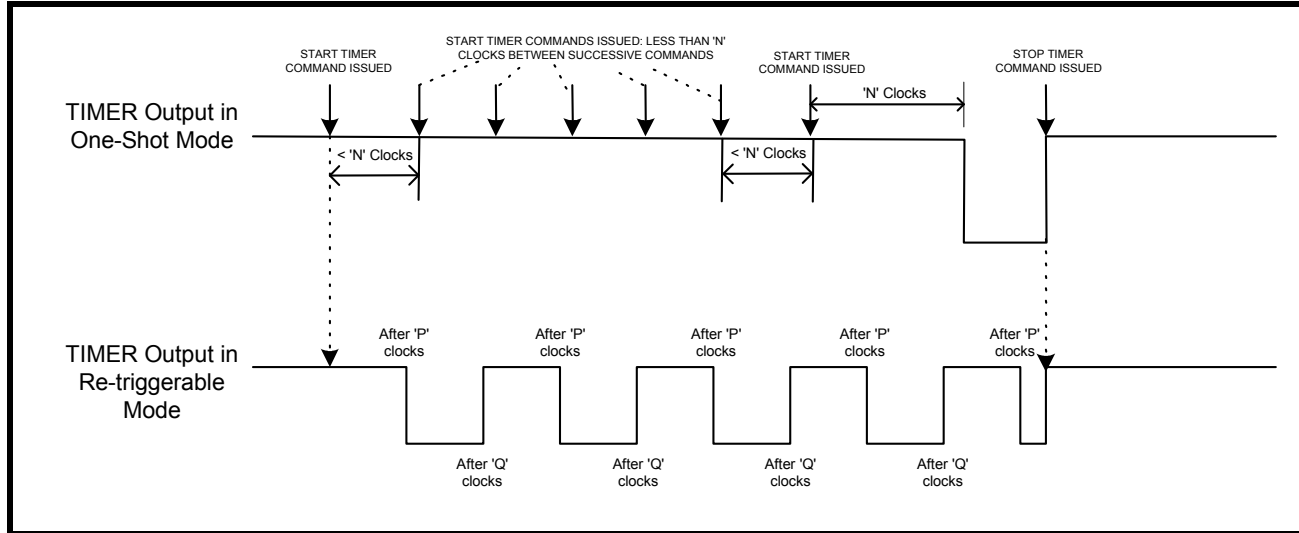 START TIMER
COMMAND ISSUED
START TIMER COMMANDS ISSUED: LESS THAN 'N'
CLOCKS BETWEEN SUCCESSIVE COMMANDS
START TIMER
COMMAND ISSUED
STOP TIMER
COMMAND ISSUED
'N' Clocks
TIMER Output in
One-Shot Mode
< 'N' Clocks
< 'N' Clocks
After 'P'
clocks
After 'P'
clocks
After 'P'
clocks
After 'P'
clocks
After 'P'
clocks
TIMER Output in
Re-triggerable
Mode
After 'Q'
clocks
After 'Q'
clocks
After 'Q'
clocks
After 'Q'
clocks